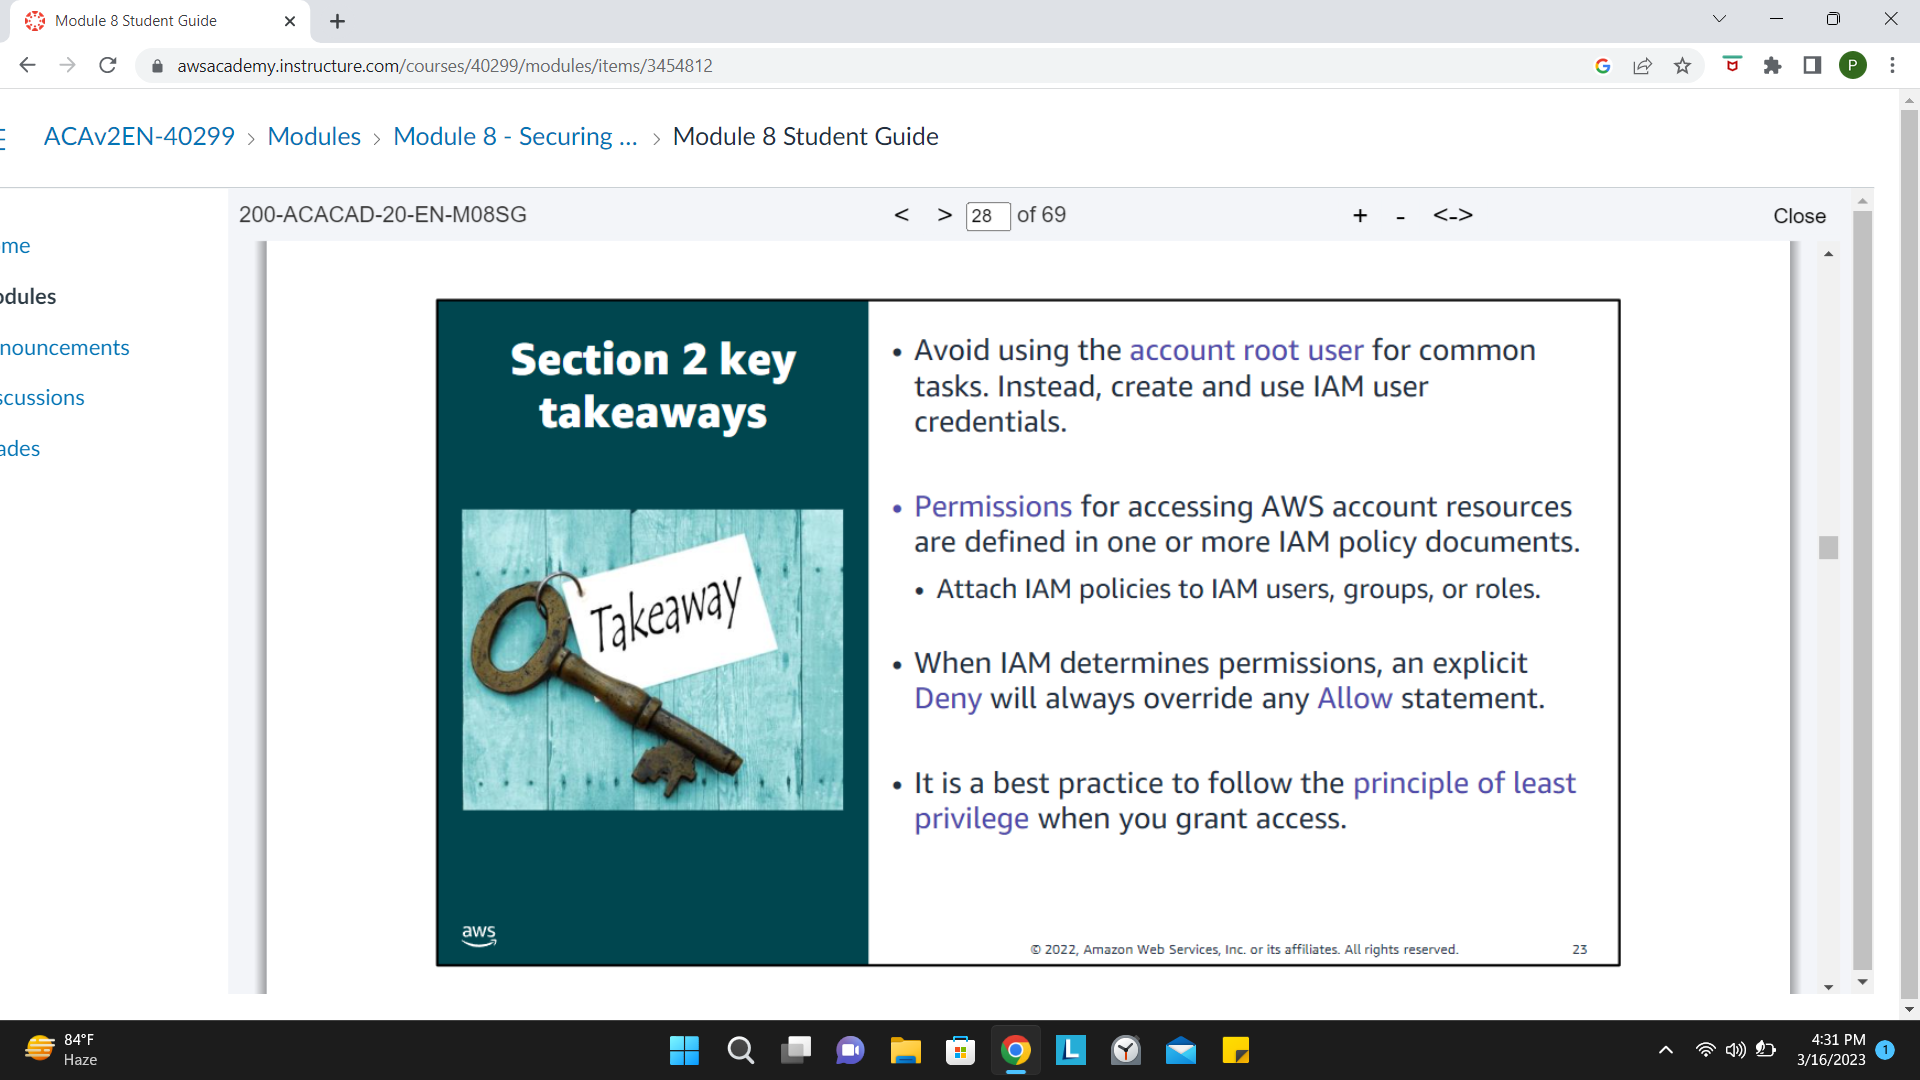 Module 8 Student Guide
awsacademy.instructure.com/courses/40299/modules/items/3454812
P
ACAv2EN-40299 > Modules > Module 8 - Securing ... > Module 8 Student Guide
200-ACACAD-20-EN-M08SG
< > 28 of 69
+ - <->
Close
me
odules
nouncements
scussions
ades
Section 2 key
takeaways
Takeaway
aws
• Avoid using the account root user for common
tasks. Instead, create and use IAM user
credentials.
• Permissions for accessing AWS account resources
are defined in one or more IAM policy documents.
• Attach IAM policies to IAM users, groups, or roles.
• When IAM determines permissions, an explicit
Deny will always override any Allow statement.
• It is a best practice to follow the principle of least
privilege when you grant access.
© 2022, Amazon Web Services, Inc. or its affiliates. All rights reserved.
23
84°F
Haze
L
4:31 PM
3/16/2023
1